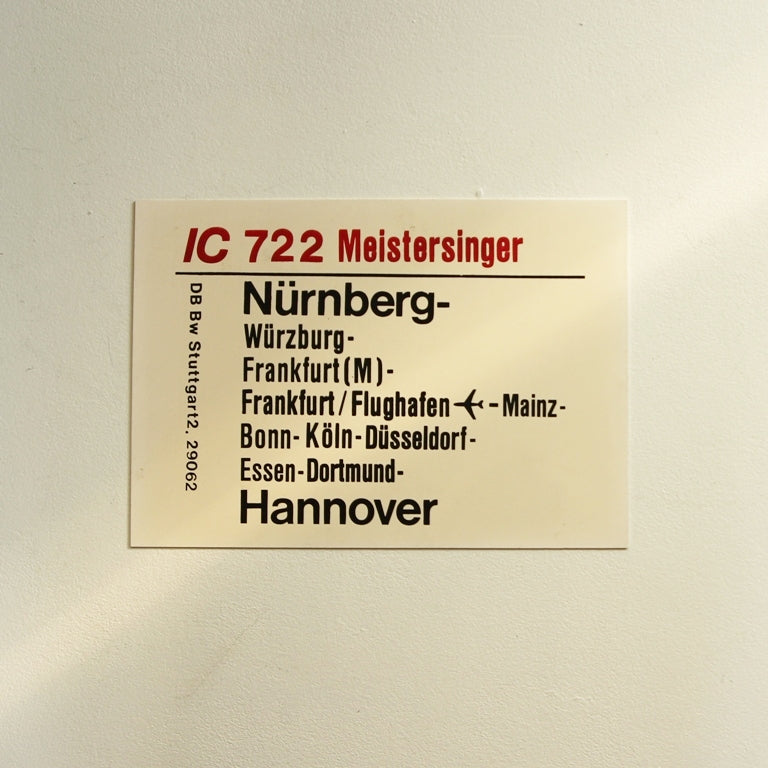 IC 722 Meistersinger
Nürnberg-
Würzburg-
Frankfurt(M)-
Frankfurt/Flughafen ✈-Mainz-
Bonn-Köln-Düsseldorf-
Essen-Dortmund-
Hannover
DB Bw Stuttgart2, 29062